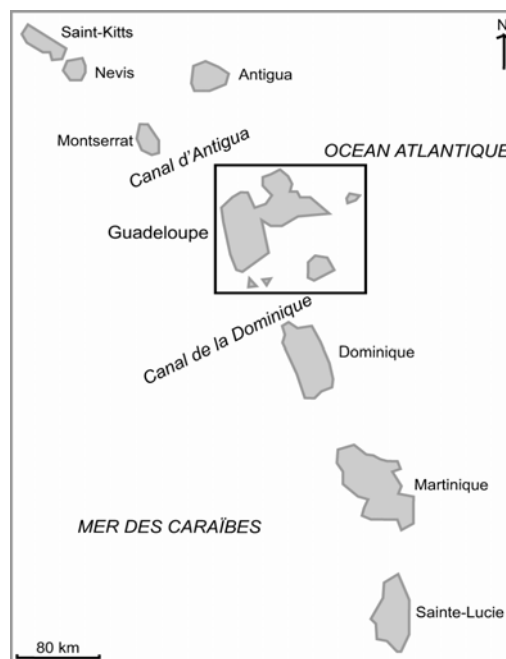 N
Saint-Kitts
Nevis
Antigua
Montserrat
Canal d'Antigua
OCEAN ATLANTIQUE
Guadeloupe
Canal de la Dominique
Dominique
Martinique
MER DES CARAÏBES
Sainte-Lucie
80 km